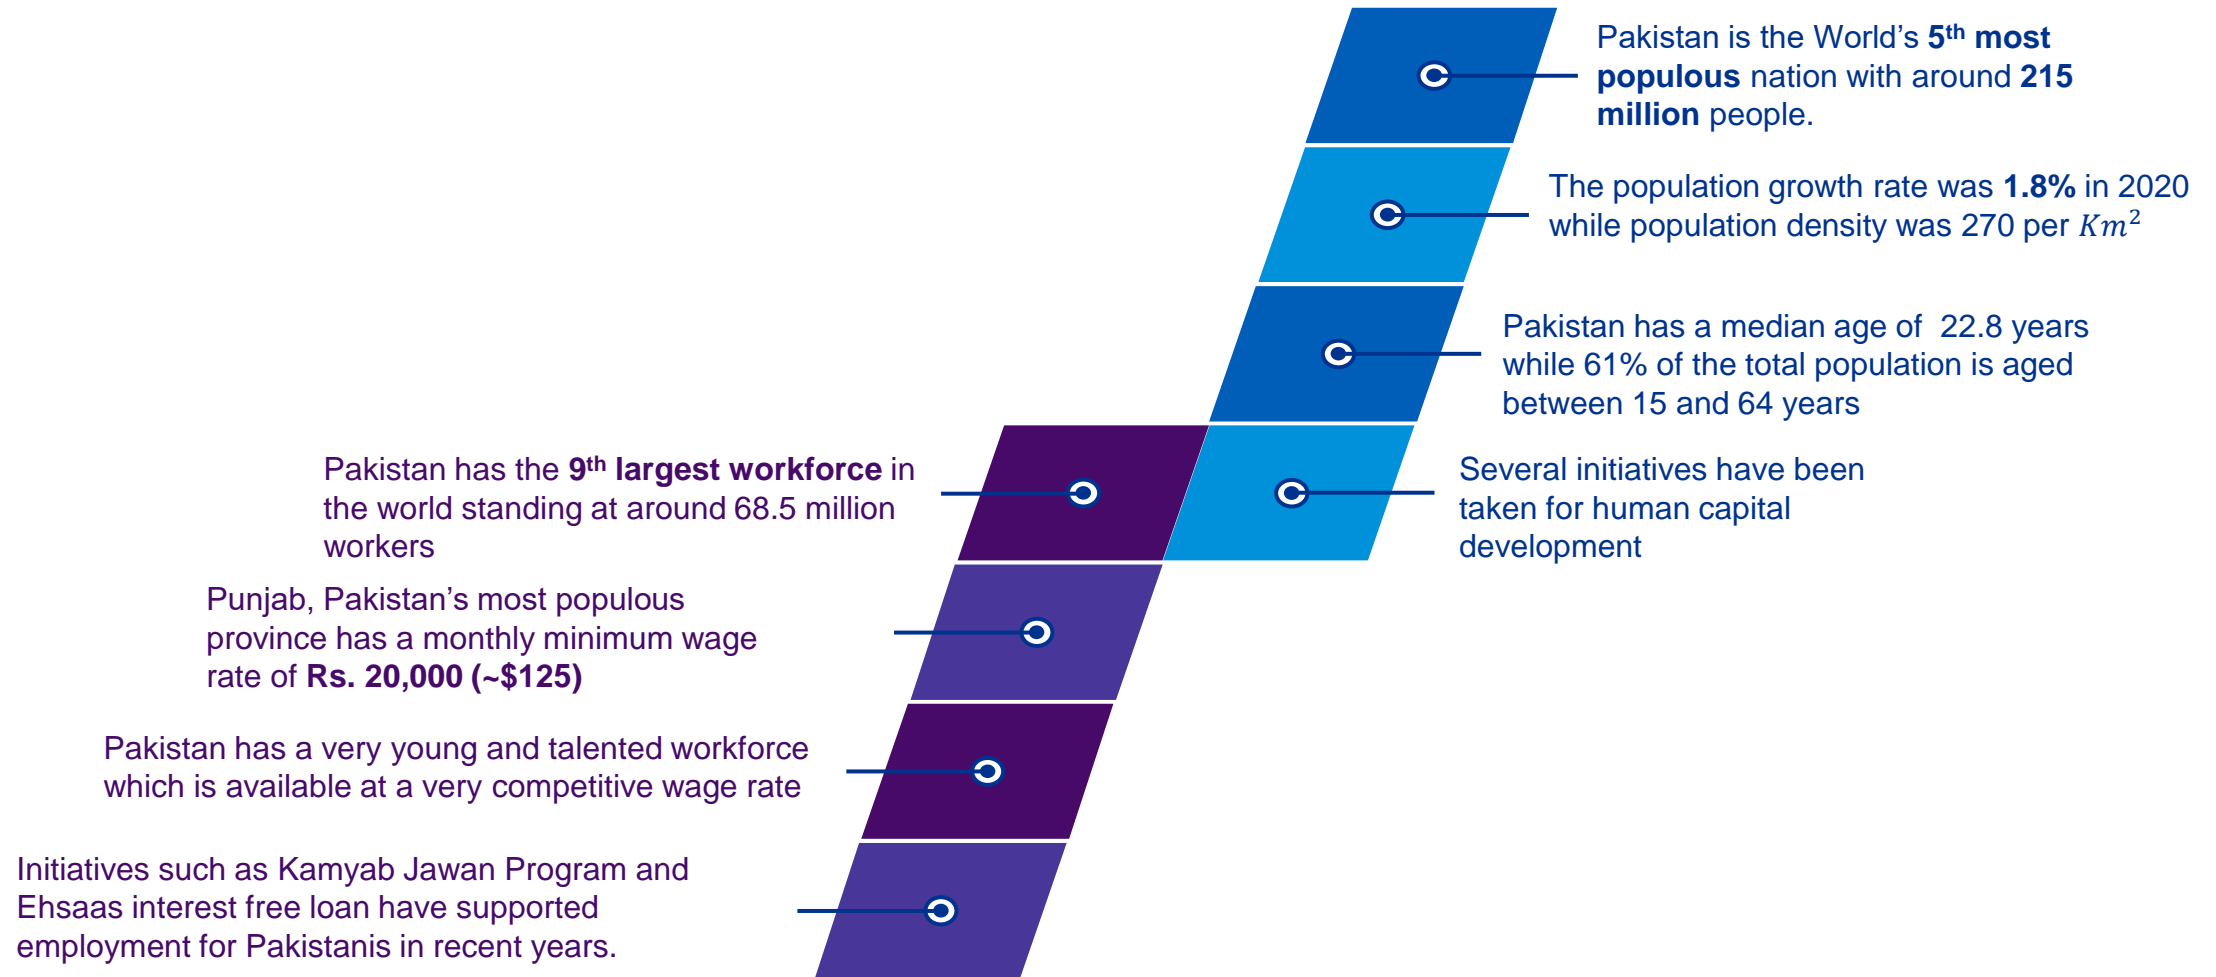 Pakistan is the World’s 5th most
populous nation with around 215
million people.
The population growth rate was 1.8% in 2020
while population density was 270 per Km²
Pakistan has a median age of  22.8 years
while 61% of the total population is aged
between 15 and 64 years
Several initiatives have been
taken for human capital
development
Pakistan has the 9th largest workforce in
the world standing at around 68.5 million
workers
Punjab, Pakistan’s most populous
province has a monthly minimum wage
rate of Rs. 20,000 (~$125)
Pakistan has a very young and talented workforce
which is available at a very competitive wage rate
Initiatives such as Kamyab Jawan Program and
Ehsaas interest free loan have supported
employment for Pakistanis in recent years.